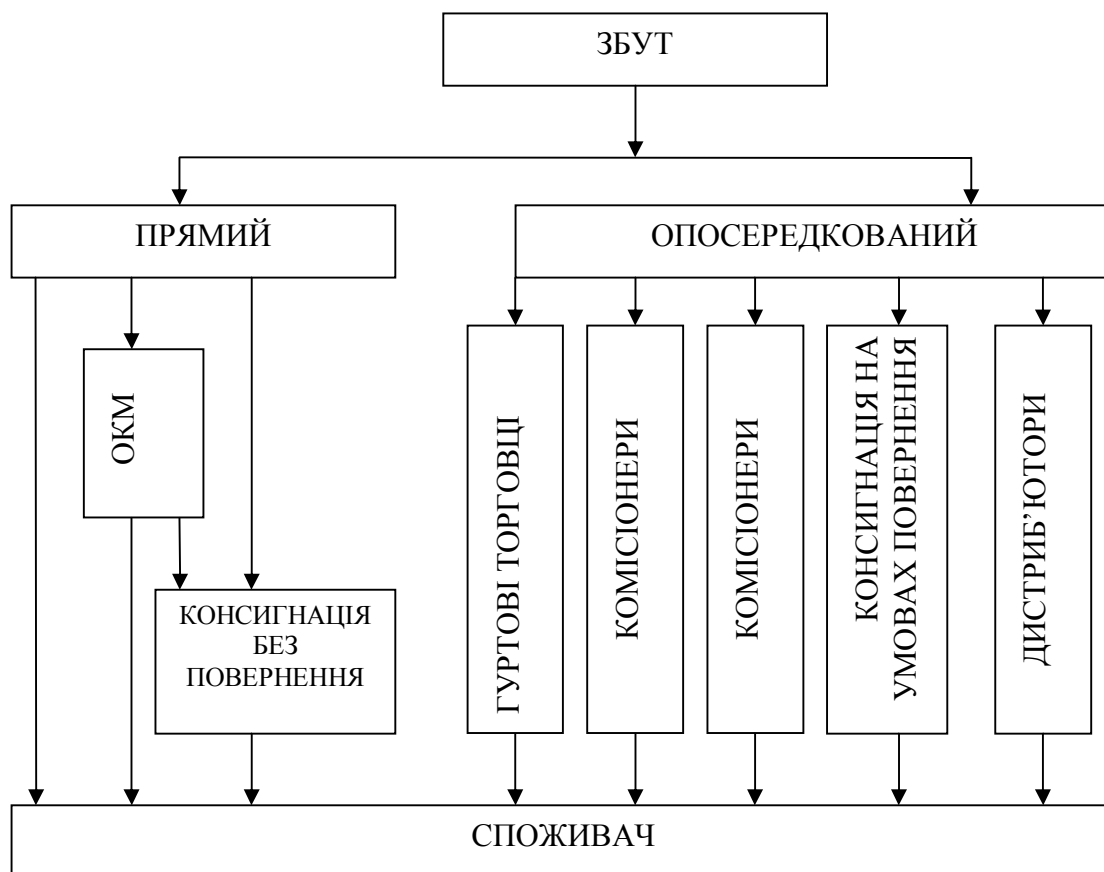 ЗБУТ
ПРЯМИЙ
ОПОСЕРЕДКОВАНИЙ
ОКМ
КОНСИГНАЦІЯ
БЕЗ
ПОВЕРНЕННЯ
ГУРТОВІ ТОРГОВЦІ
КОМІСІОНЕРИ
КОМІСІОНЕРИ
КОНСИГНАЦІЯ НА
УМОВАХ ПОВЕРНЕННЯ
ДИСТРИБ’ЮТОРИ
СПОЖИВАЧ